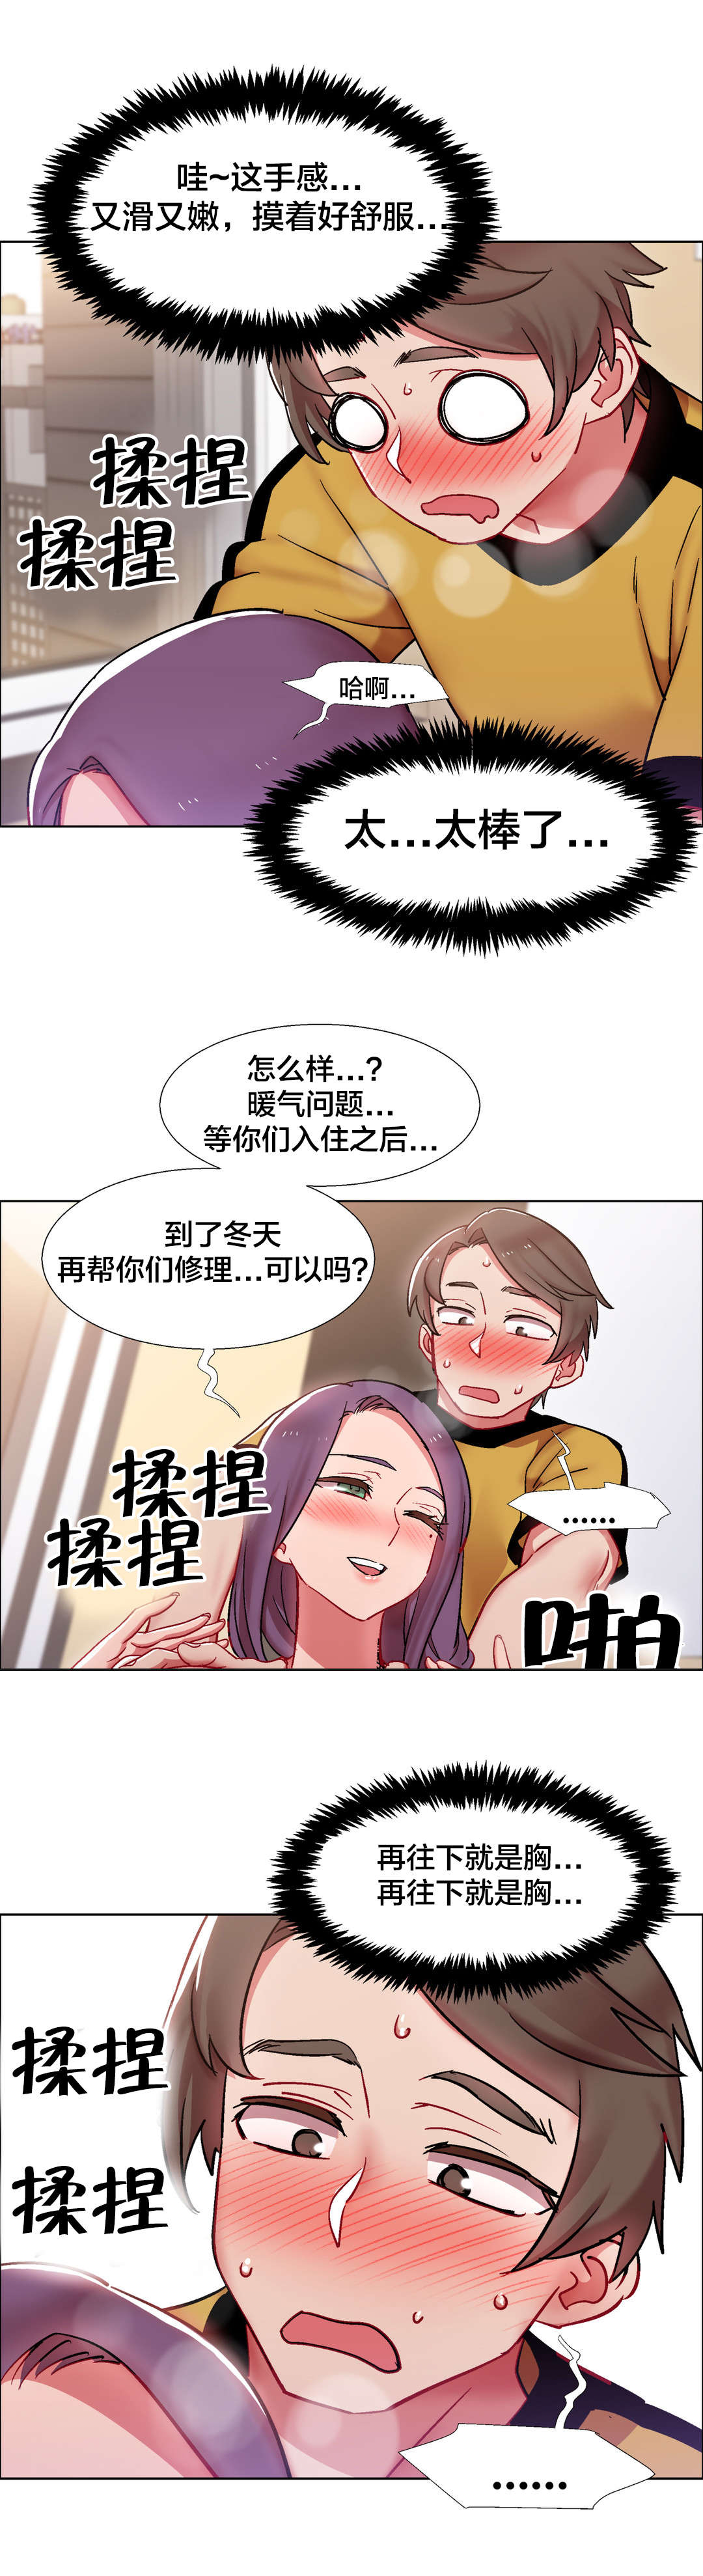 哇~这手感…
又滑又嫩，摸着好舒服…
揉捏
揉捏
哈啊…
太…太棒了…
怎么样…?
暖气问题…
等你们入住之后…
到了冬天
再帮你们修理…可以吗?
揉捏
揉捏
……
啪
再往下就是胸…
再往下就是胸…
揉捏
揉捏
……